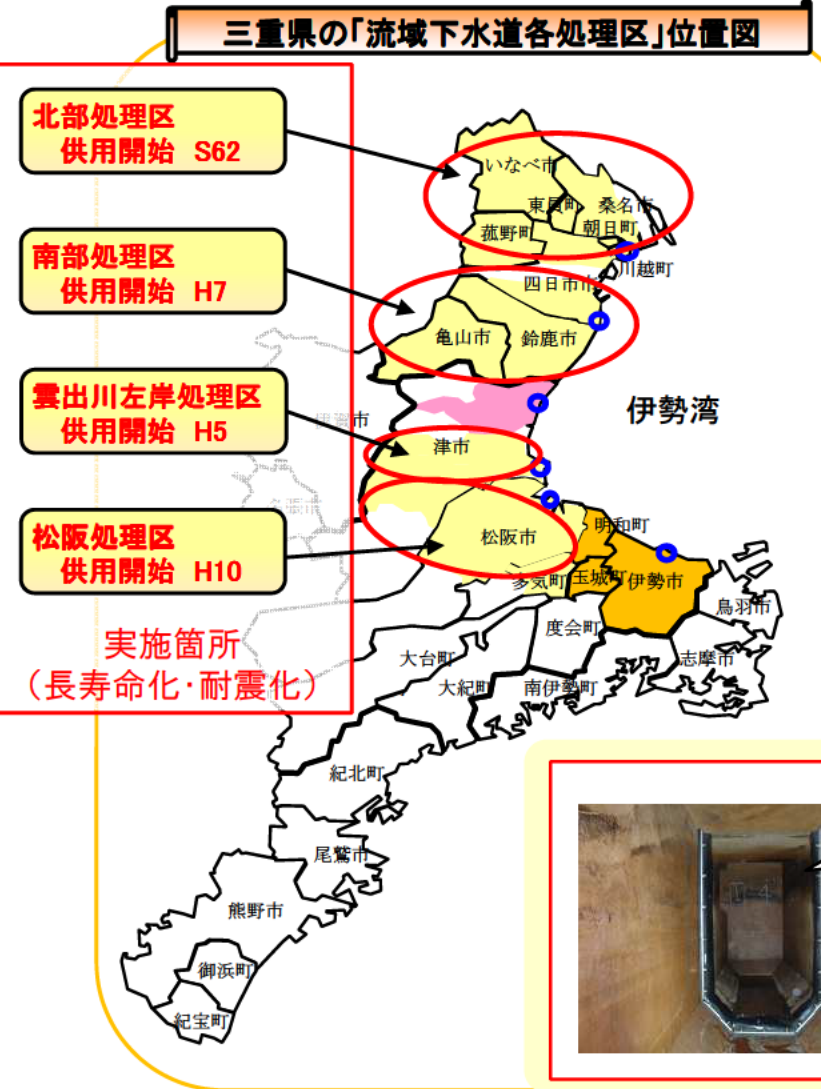 三重県の「流域下水道各処理区」位置図
北部処理区
供用開始 S62
南部処理区
供用開始 H7
雲出川左岸処理区
供用開始 H5
松阪処理区
供用開始 H10
実施箇所
(長寿命化・耐震化)
いなべ市
東員町
桑名市
朝日町
菰野町
川越町
四日市市
亀山市
鈴鹿市
伊勢湾
伊賀市
津市
名張市
松阪市
明和町
多気町
玉城町
伊勢市
鳥羽市
度会町
志摩市
大台町
大紀町
南伊勢町
紀北町
尾鷲市
熊野市
御浜町
紀宝町